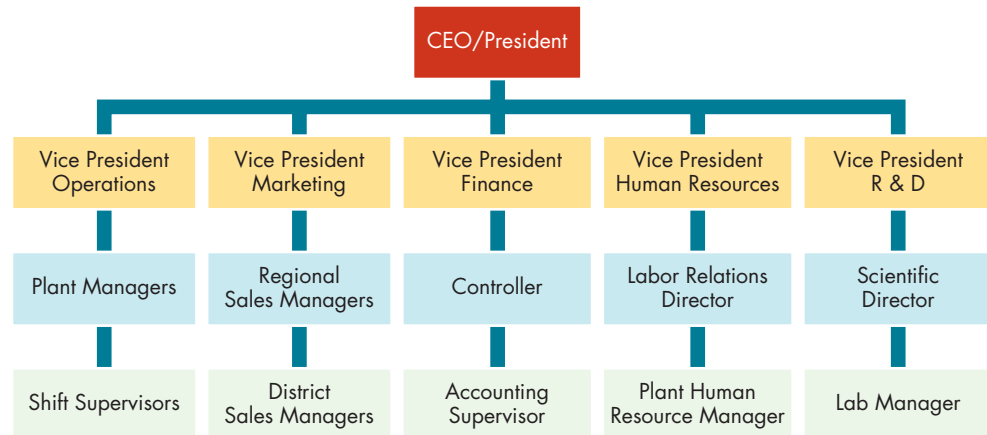 CEO/President
Vice President
Operations
Vice President
Marketing
Vice President
Finance
Vice President
Human Resources
Vice President
R & D
Plant Managers
Regional
Sales Managers
Controller
Labor Relations
Director
Scientific
Director
Shift Supervisors
District
Sales Managers
Accounting
Supervisor
Plant Human
Resource Manager
Lab Manager